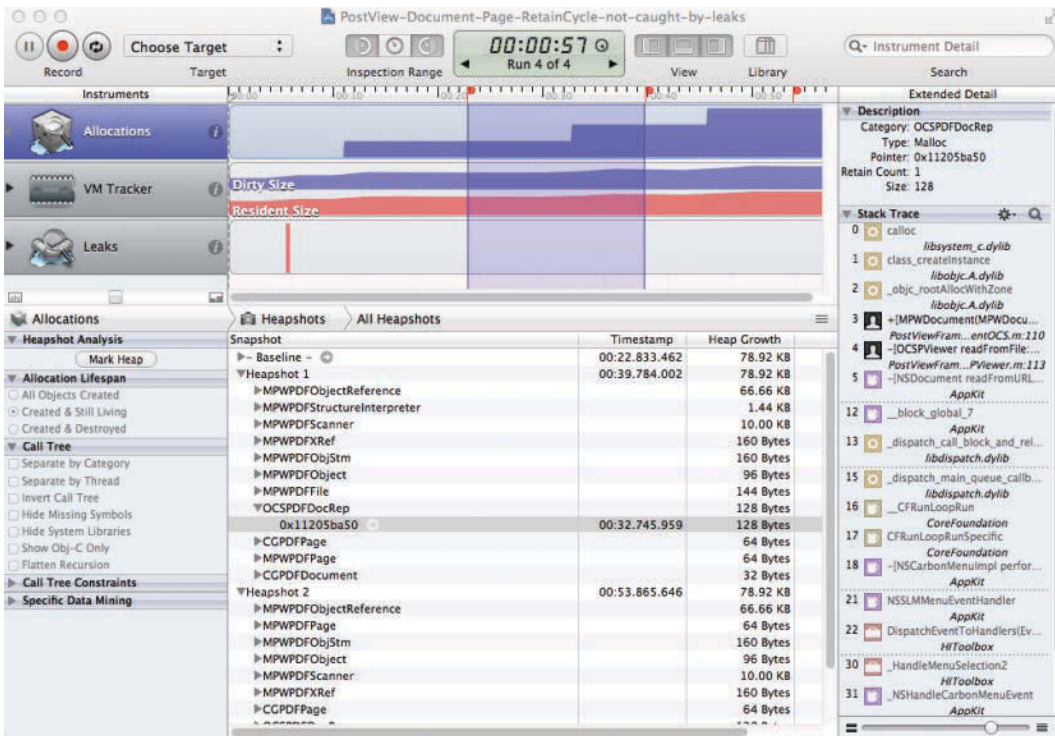 PostView-Document-Page-RetainCycle-not-caught-by-leaks
Choose Target
00:00:57
Run 4 of 4
Instrument Detail
Record Target Inspection Range View Library Search
Instruments
00:00 00:10 00:20 00:30 00:40 00:50
Extended Detail
Allocations
VM Tracker
Dirty Size
Resident Size
Leaks
Description
Category: OCSPDFDocRep
Type: Malloc
Pointer: 0x11205ba50
Retain Count: 1
Size: 128
Stack Trace
0 calloc
libsystem_c.dylib
1 class_createInstance
libobjc.A.dylib
2 _objc_rootAllocWithZone
libobjc.A.dylib
3 +[MPWDocument(MPWDocu...
PostViewFram...entOCS.m:110
4 -[OCSPViewer readFromFile:...
PostViewFram...PViewer.m:113
5 -[NSDocument readFromURL...
AppKit
12 __block_global_7
AppKit
13 _dispatch_call_block_and_rel...
libdispatch.dylib
15 _dispatch_main_queue_callb...
libdispatch.dylib
16 __CFRunLoopRun
CoreFoundation
17 CFRunLoopRunSpecific
CoreFoundation
18 -[NSCarbonMenuImpl perfor...
AppKit
21 NSSLMMenuEventHandler
AppKit
22 DispatchEventToHandlers(Ev...
HIToolbox
30 _HandleMenuSelection2
HIToolbox
31 _NSHandleCarbonMenuEvent
AppKit
Allocations
Heapshots All Heapshots
Heapshot Analysis
Mark Heap
Allocation Lifespan
All Objects Created
Created & Still Living
Created & Destroyed
Call Tree
Separate by Category
Separate by Thread
Invert Call Tree
Hide Missing Symbols
Hide System Libraries
Show Obj-C Only
Flatten Recursion
Call Tree Constraints
Specific Data Mining
Snapshot Timestamp Heap Growth
- Baseline - 00:22.833.462 78.92 KB
Heapshot 1 00:39.784.002 78.92 KB
MPWPDFObjectReference 66.66 KB
MPWPDFStructureInterpreter 1.44 KB
MPWPDFScanner 10.00 KB
MPWPDFXRef 160 Bytes
MPWPDFObjStm 160 Bytes
MPWPDFObject 96 Bytes
MPWPDFFile 144 Bytes
OCSPDFDocRep 128 Bytes
0x11205ba50 00:32.745.959 128 Bytes
CGPDFPage 64 Bytes
MPWPDFPage 64 Bytes
CGPDFDocument 32 Bytes
Heapshot 2 00:53.865.646 78.92 KB
MPWPDFObjectReference 66.66 KB
MPWPDFPage 64 Bytes
MPWPDFObjStm 160 Bytes
MPWPDFObject 96 Bytes
MPWPDFScanner 10.00 KB
MPWPDFXRef 160 Bytes
CGPDFPage 64 Bytes